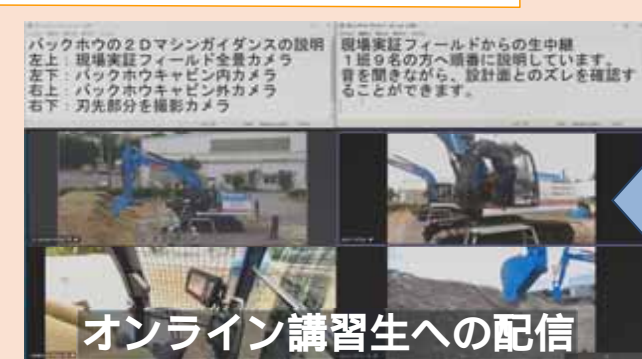 バックホウの２Ｄマシンガイダンスの説明
左上：現場実証フィールド全景カメラ
左下：バックホウキャビン内カメラ
右上：バックホウキャビン外カメラ
右下：刃先部分を撮影カメラ
現場実証フィールドからの生中継
１班９名の方へ順番に説明しています。
音を聞きながら、設計面とのズレを確認す
ることができます。
オンライン講習生への配信